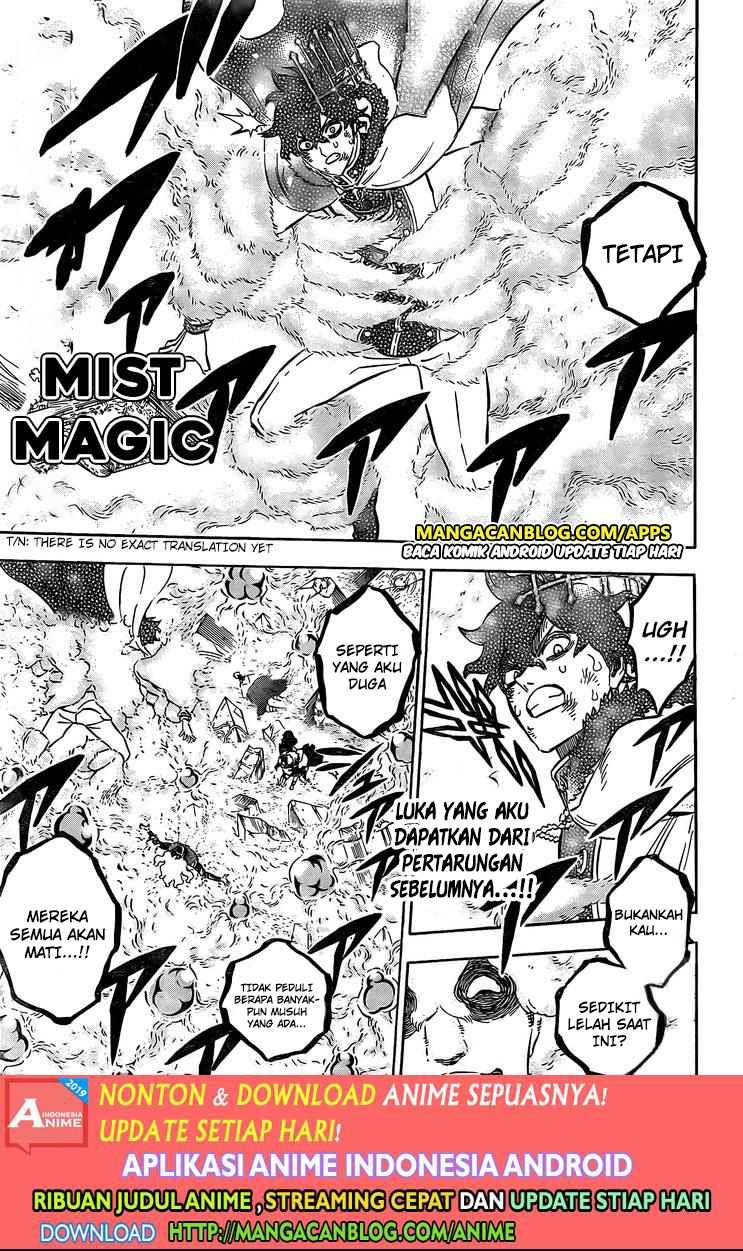 TETAPI
MIST
MAGIC
T/N: THERE IS NO EXACT TRANSLATION YET
MANGACANBLOG.COM/APPS
BACA KOMIK ANDROID UPDATE TIAP HARI
UGH
...!!
LUKA YANG AKU
DAPATKAN DARI
PERTARUNGAN
SEBELUMNYA...!!
BUKANKAH
KAU...
SEDIKIT
LELAH SAAT
INI?
SEPERTI
YANG AKU
DUGA
TIDAK PEDULI
BERAPA BANYAK-
PUN MUSUH
YANG ADA...
MEREKA
SEMUA AKAN
MATI...!!
2019
A INDONESIA
ANIME
NONTON & DOWNLOAD ANIME SEPUASNYA!
UPDATE SETIAP HARI!
APLIKASI ANIME INDONESIA ANDROID
RIBUAN JUDUL ANIME , STREAMING CEPAT DAN UPDATE STIAP HARI
DOWNLOAD HTTP://MANGACANBLOG.COM/ANIME